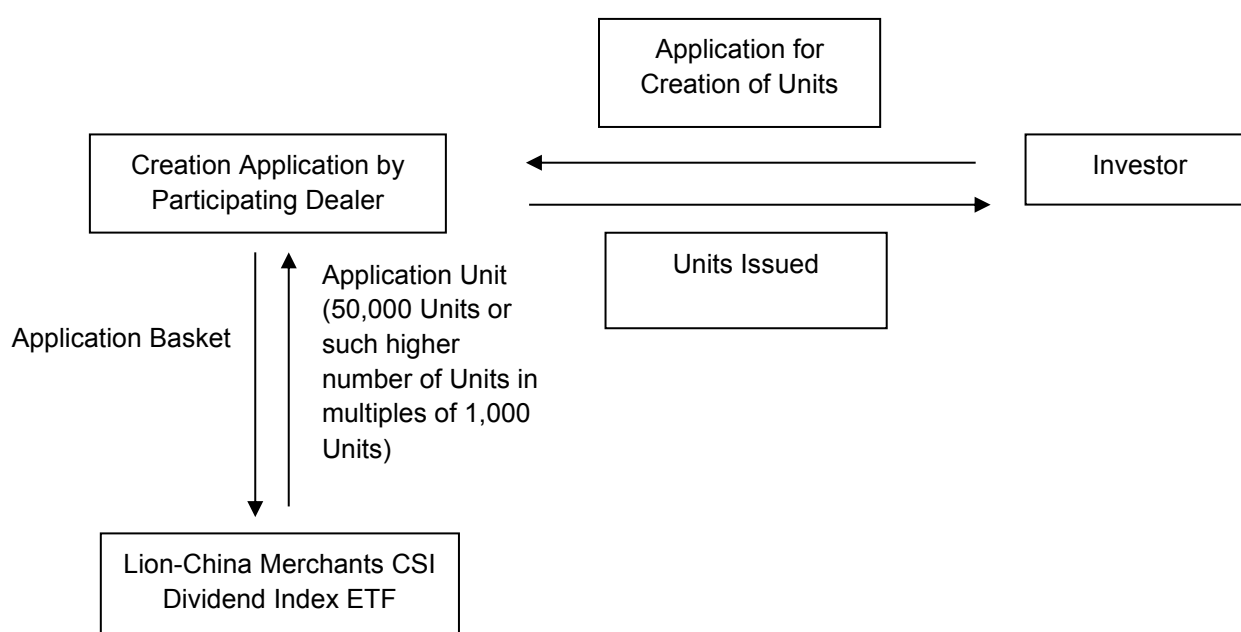 Application for
Creation of Units
Creation Application by
Participating Dealer
Investor
Units Issued
Application Basket
Application Unit
(50,000 Units or
such higher
number of Units in
multiples of 1,000
Units)
Lion-China Merchants CSI
Dividend Index ETF